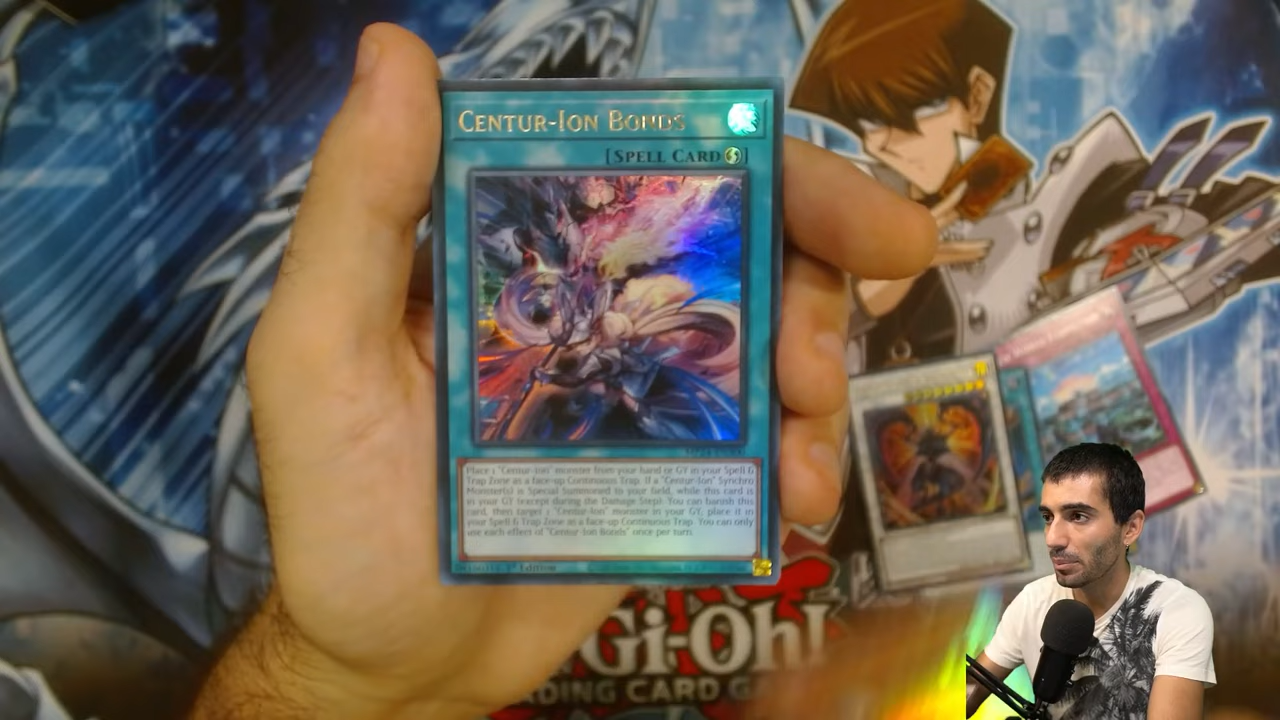 Centur-Ion Bonds
[Spell Card]
Place 1 "Centur-Ion" monster from your hand or GY in your Spell &
Trap Zone as a face-up Continuous Trap. If a "Centur-Ion" Synchro
Monster(s) is Special Summoned to your field, while this card is
in your GY (except during the Damage Step): You can banish this
card, then target 1 "Centur-Ion" monster in your GY; place it in
your Spell & Trap Zone as a face-up Continuous Trap. You can only
use each effect of "Centur-Ion Bonds" once per turn.
1st Edition
Gi-Oh!
DING CARD GA